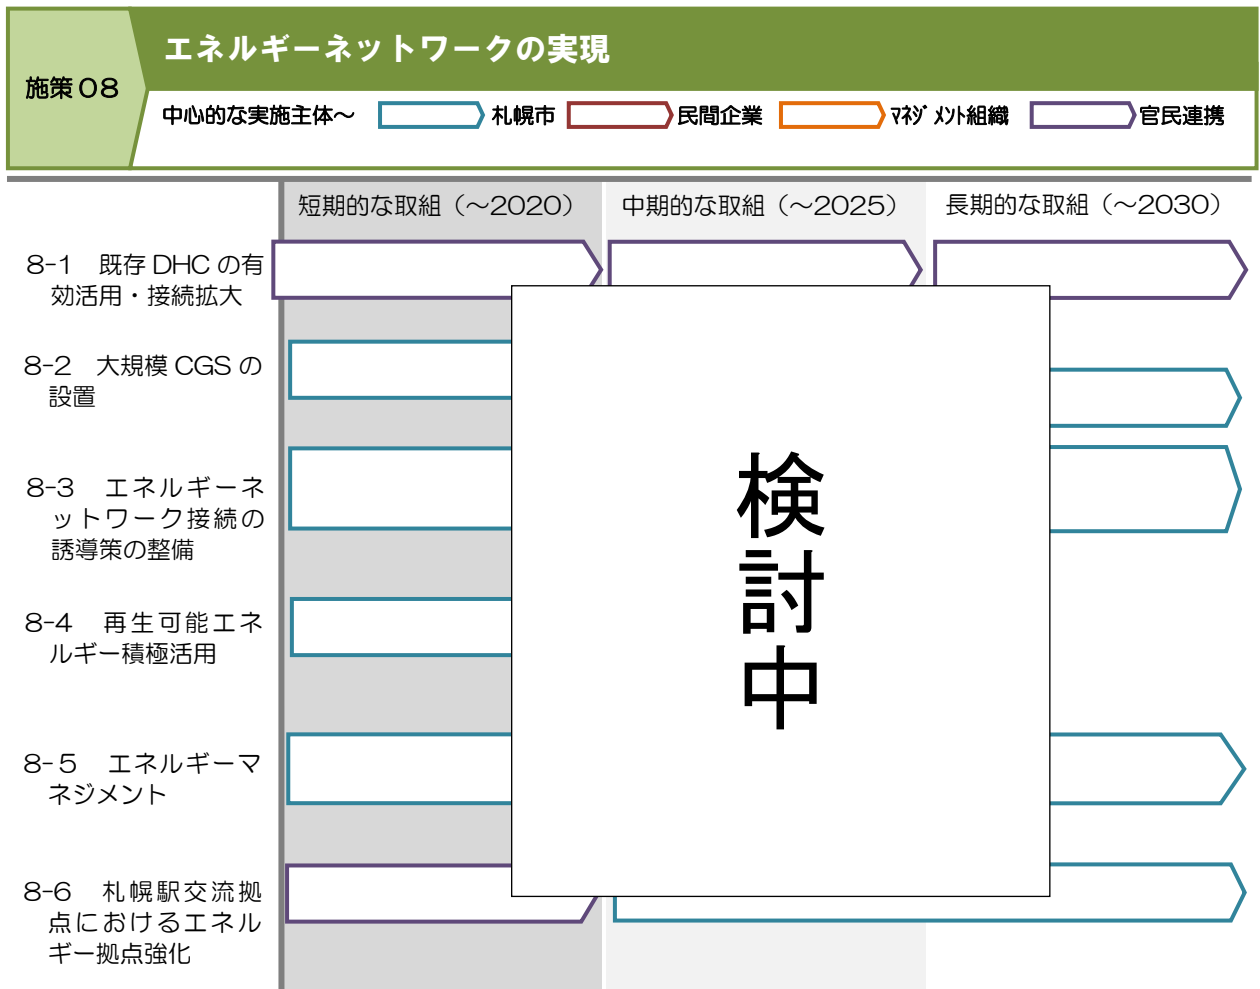 エネルギーネットワークの実現
施策08
中心的な実施主体～ 札幌市 民間企業 ﾏﾈｼﾞﾒﾝﾄ組織 官民連携
短期的な取組（～2020） 中期的な取組（～2025） 長期的な取組（～2030）
8-1 既存 DHC の有
効活用・接続拡大
8-2 大規模 CGS の
設置
8-3 エネルギーネ
ットワーク接続の
誘導策の整備
8-4 再生可能エネ
ルギー積極活用
8-5 エネルギーマ
ネジメント
8-6 札幌駅交流拠
点におけるエネル
ギー拠点強化
検討中